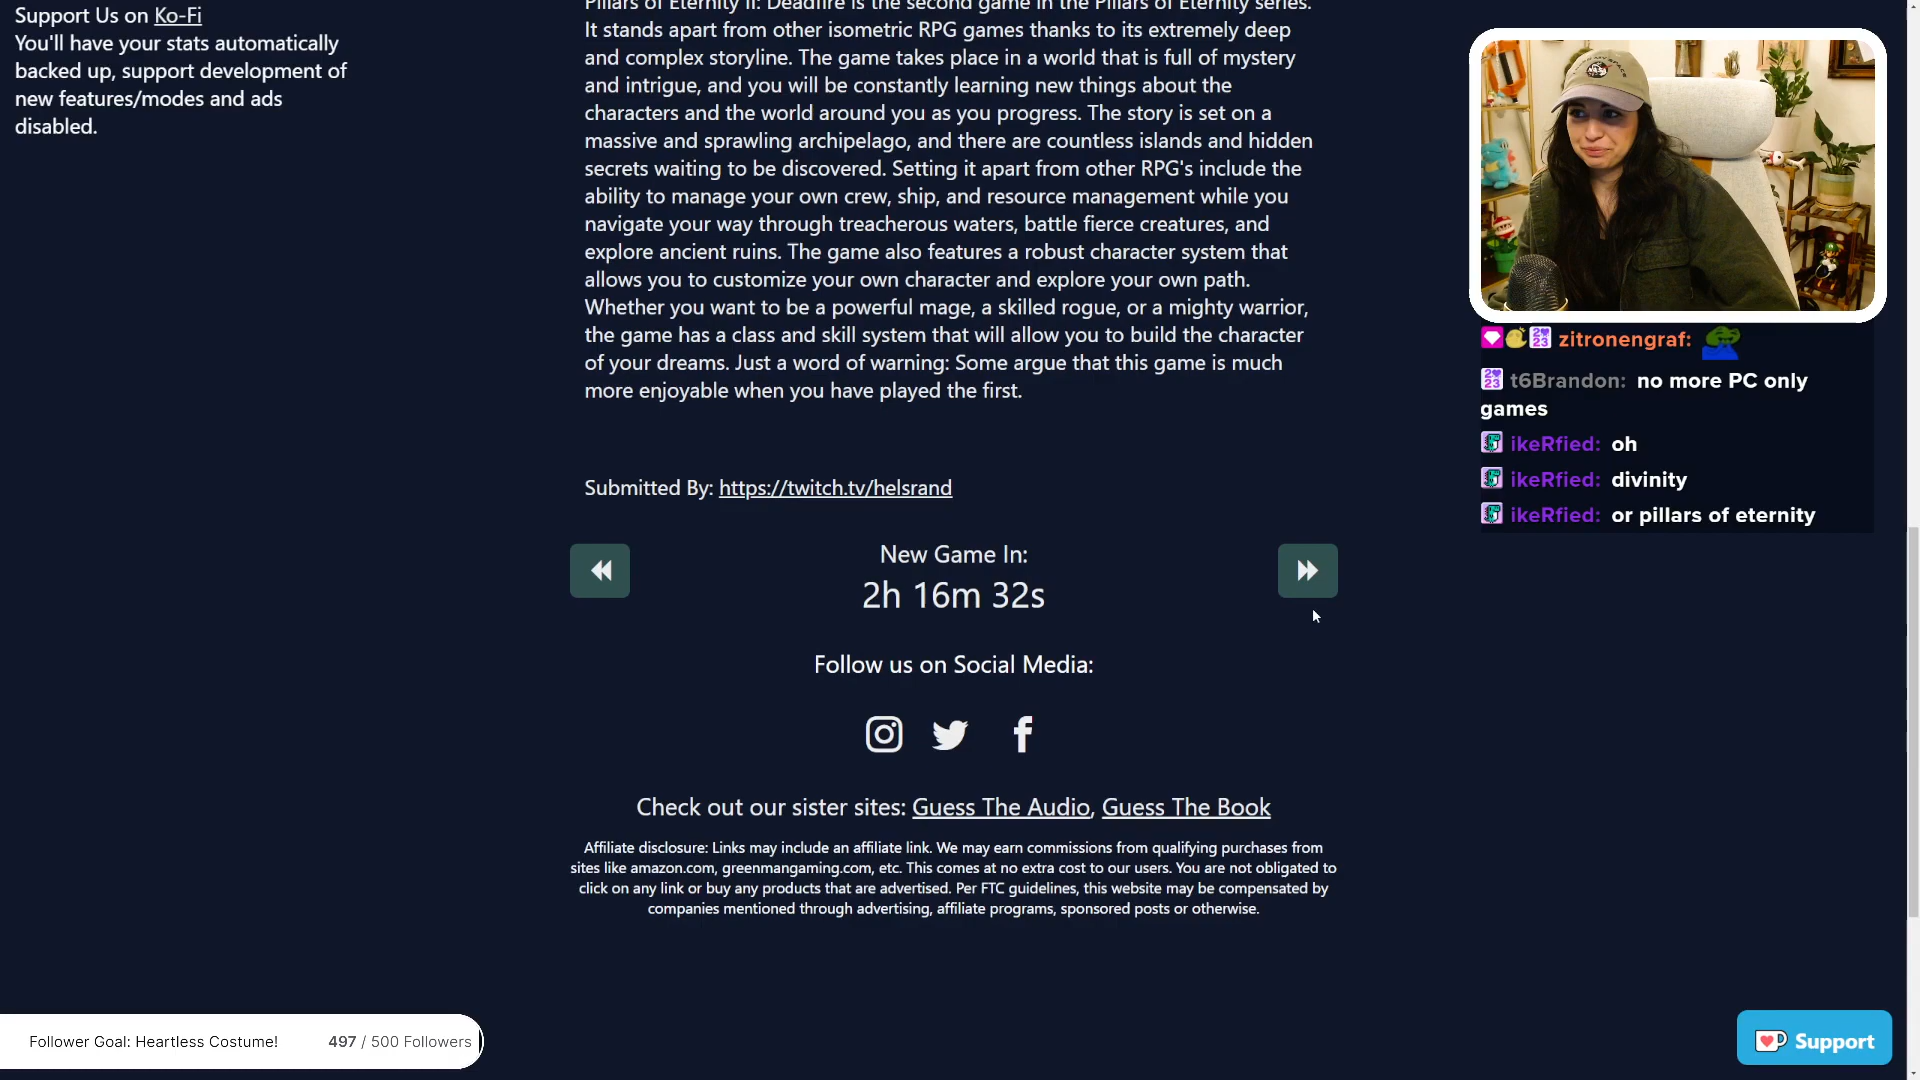 Support Us on Ko-Fi
You'll have your stats automatically
backed up, support development of
new features/modes and ads
disabled.
Pillars of Eternity II: Deadfire is the second game in the Pillars of Eternity series.
It stands apart from other isometric RPG games thanks to its extremely deep
and complex storyline. The game takes place in a world that is full of mystery
and intrigue, and you will be constantly learning new things about the
characters and the world around you as you progress. The story is set on a
massive and sprawling archipelago, and there are countless islands and hidden
secrets waiting to be discovered. Setting it apart from other RPG's include the
ability to manage your own crew, ship, and resource management while you
navigate your way through treacherous waters, battle fierce creatures, and
explore ancient ruins. The game also features a robust character system that
allows you to customize your own character and explore your own path.
Whether you want to be a powerful mage, a skilled rogue, or a mighty warrior,
the game has a class and skill system that will allow you to build the character
of your dreams. Just a word of warning: Some argue that this game is much
more enjoyable when you have played the first.
Submitted By: https://twitch.tv/helsrand
New Game In:
2h 16m 32s
Follow us on Social Media:
Check out our sister sites: Guess The Audio, Guess The Book
Affiliate disclosure: Links may include an affiliate link. We may earn commissions from qualifying purchases from
sites like amazon.com, greenmangaming.com, etc. This comes at no extra cost to our users. You are not obligated to
click on any link or buy any products that are advertised. Per FTC guidelines, this website may be compensated by
companies mentioned through advertising, affiliate programs, sponsored posts or otherwise.
zitronengraf:
t6Brandon: no more PC only
games
ikeRfied: oh
ikeRfied: divinity
ikeRfied: or pillars of eternity
Follower Goal: Heartless Costume! 497 / 500 Followers
Support